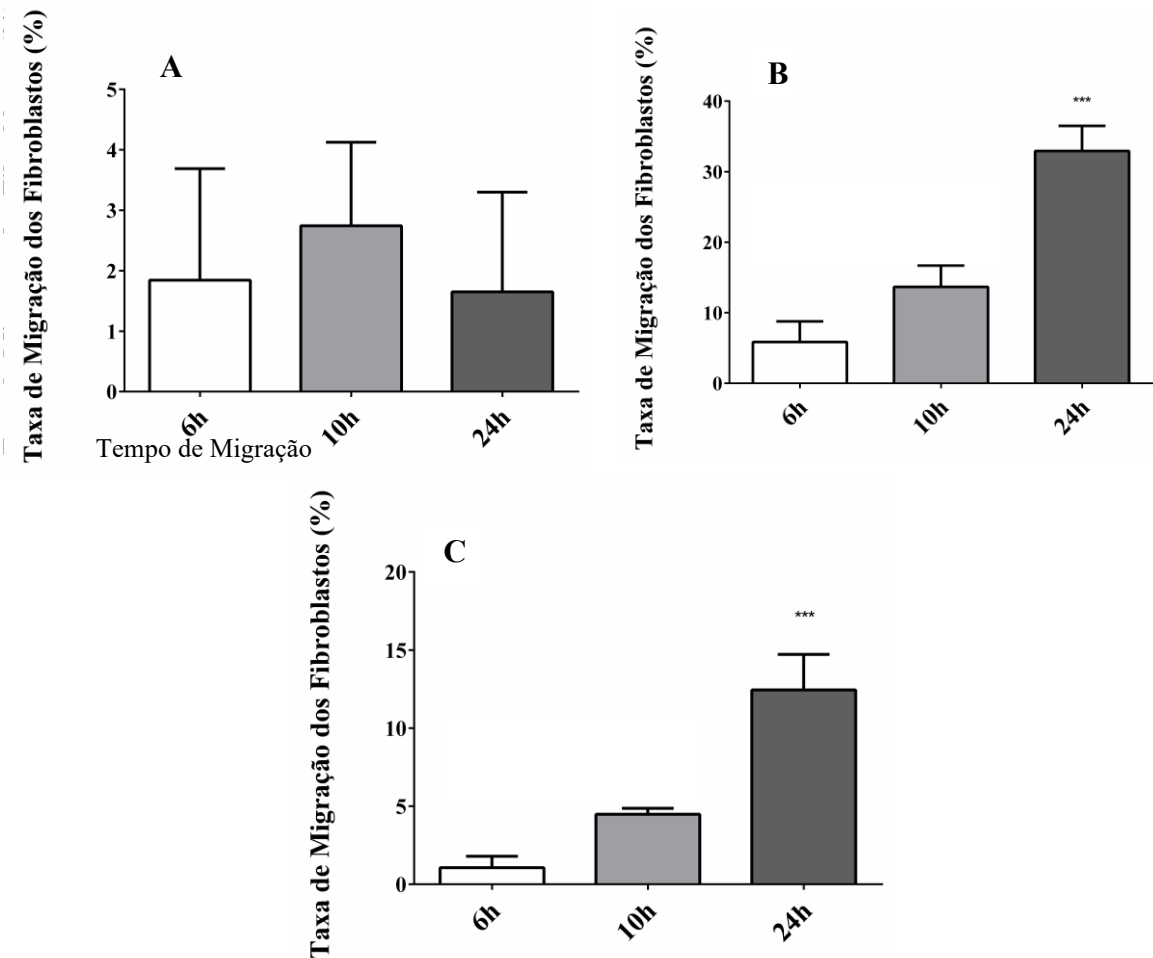 A
Taxa de Migração dos Fibroblastos (%)
5
4
3
2
1
0
6h
10h
24h
Tempo de Migração
B
Taxa de Migração dos Fibroblastos (%)
40
30
20
10
0
***
6h
10h
24h
C
Taxa de Migração dos Fibroblastos (%)
20
15
10
5
0
***
6h
10h
24h